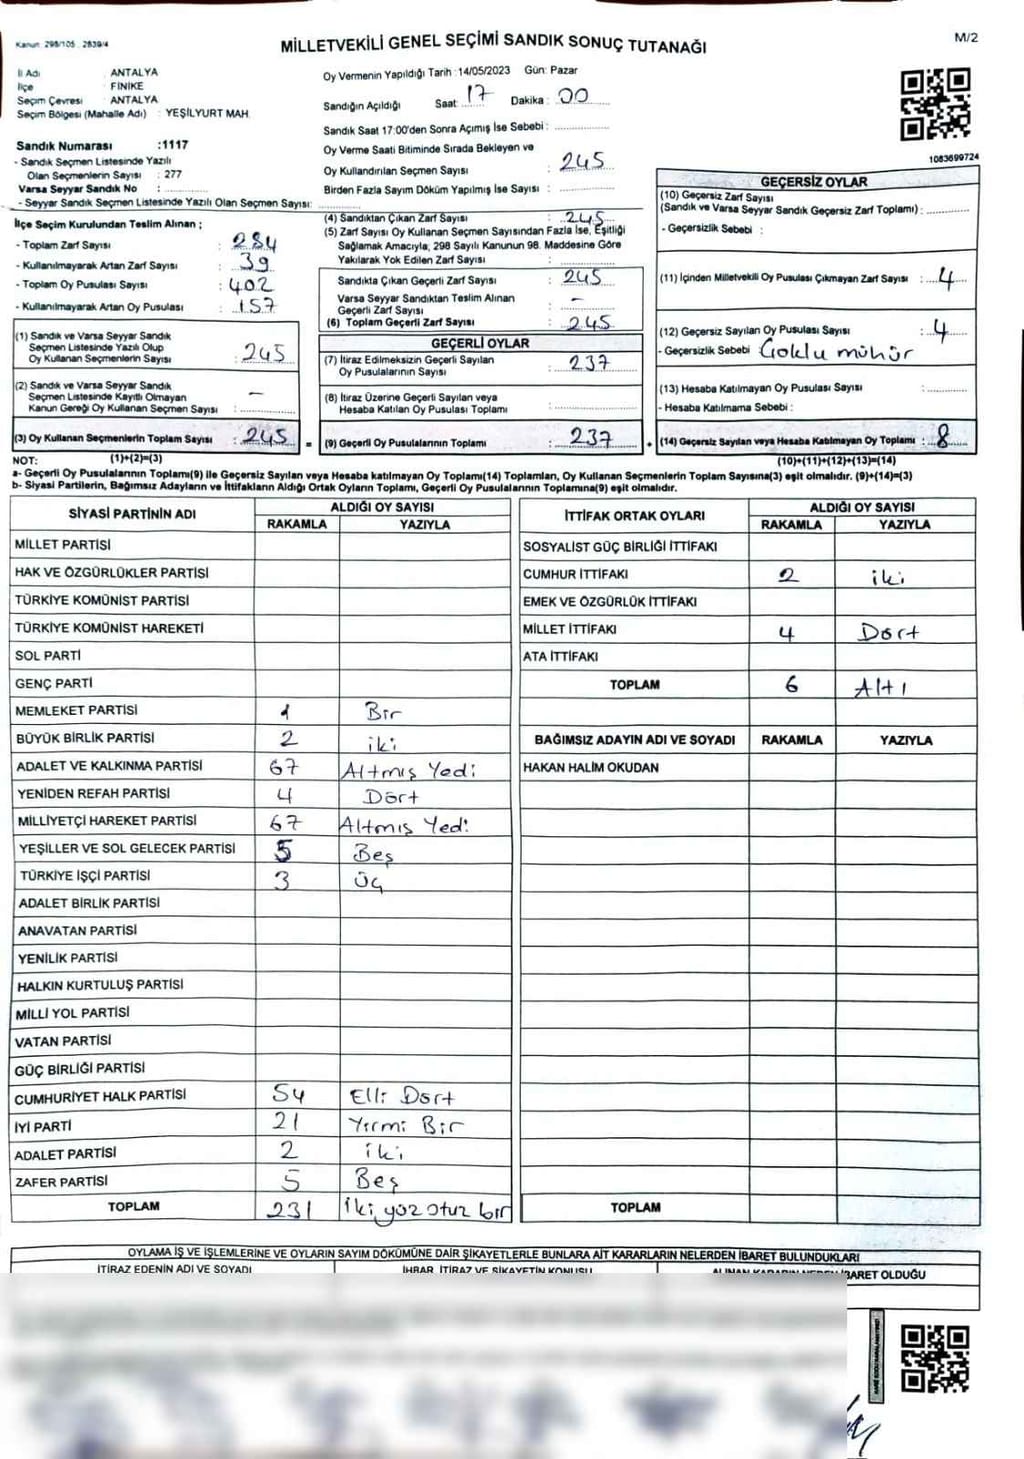 Kanun: 298/105 . 2839/4
MİLLETVEKİLİ GENEL SEÇİMİ SANDIK SONUÇ TUTANAĞI
M/2
İl Adı : ANTALYA
İlçe : FİNİKE
Seçim Çevresi : ANTALYA
Seçim Bölgesi (Mahalle Adı) : YEŞİLYURT MAH.
Sandık Numarası :1117
- Sandık Seçmen Listesinde Yazılı
Olan Seçmenlerin Sayısı : 277
Varsa Seyyar Sandık No : ............
- Seyyar Sandık Seçmen Listesinde Yazılı Olan Seçmen Sayısı: ............
Oy Vermenin Yapıldığı Tarih :14/05/2023 Gün: Pazar
Sandığın Açıldığı Saat: 17 Dakika : 00
Sandık Saat 17:00'den Sonra Açımış İse Sebebi : ............
Oy Verme Saati Bitiminde Sırada Bekleyen ve
Oy Kullandırılan Seçmen Sayısı : 245
Birden Fazla Sayım Döküm Yapılmış İse Sayısı : ............
1083699724
İlçe Seçim Kurulundan Teslim Alınan ;
- Toplam Zarf Sayısı : 284
- Kullanılmayarak Artan Zarf Sayısı : 39
- Toplam Oy Pusulası Sayısı : 402
- Kullanılmayarak Artan Oy Pusulası : 157
(1) Sandık ve Varsa Seyyar Sandık
Seçmen Listesinde Yazılı Olup
Oy Kullanan Seçmenlerin Sayısı : 245
(2) Sandık ve Varsa Seyyar Sandık
Seçmen Listesinde Kayıtlı Olmayan
Kanun Gereği Oy Kullanan Seçmen Sayısı : -
(3) Oy Kullanan Seçmenlerin Toplam Sayısı : 245 =
(4) Sandıktan Çıkan Zarf Sayısı : 245
(5) Zarf Sayısı Oy Kullanan Seçmen Sayısından Fazla İse, Eşitliği
Sağlamak Amacıyla; 298 Sayılı Kanunun 98. Maddesine Göre
Yakılarak Yok Edilen Zarf Sayısı : ............
Sandıkta Çıkan Geçerli Zarf Sayısı : 245
Varsa Seyyar Sandıktan Teslim Alınan
Geçerli Zarf Sayısı : -
(6) Toplam Geçerli Zarf Sayısı : 245
GEÇERLİ OYLAR
(7) İtiraz Edilmeksizin Geçerli Sayılan
Oy Pusulalarının Sayısı : 237
(8) İtiraz Üzerine Geçerli Sayılan veya
Hesaba Katılan Oy Pusulası Toplamı : ............
(9) Geçerli Oy Pusulalarının Toplamı : 237 +
GEÇERSİZ OYLAR
(10) Geçersiz Zarf Sayısı
(Sandık ve Varsa Seyyar Sandık Geçersiz Zarf Toplamı) : ............
- Geçersizlik Sebebi :
(11) İçinden Milletvekili Oy Pusulası Çıkmayan Zarf Sayısı : 4
(12) Geçersiz Sayılan Oy Pusulası Sayısı : 4
- Geçersizlik Sebebi Çoklu mühür
(13) Hesaba Katılmayan Oy Pusulası Sayısı : ............
- Hesaba Katılmama Sebebi :
(14) Geçersiz Sayılan veya Hesaba Katılmayan Oy Toplamı : 8
NOT: (1)+(2)=(3) (10)+(11)+(12)+(13)=(14)
a- Geçerli Oy Pusulalarının Toplamı(9) ile Geçersiz Sayılan veya Hesaba katılmayan Oy Toplamı(14) Toplamları, Oy Kullanan Seçmenlerin Toplam Sayısına(3) eşit olmalıdır. (9)+(14)=(3)
b- Siyasi Partilerin, Bağımsız Adayların ve İttifakların Aldığı Ortak Oyların Toplamı, Geçerli Oy Pusulalarının Toplamına(9) eşit olmalıdır.
SİYASİ PARTİNİN ADI ALDIĞI OY SAYISI
RAKAMLA YAZIYLA
MİLLET PARTİSİ
HAK VE ÖZGÜRLÜKLER PARTİSİ
TÜRKİYE KOMÜNİST PARTİSİ
TÜRKİYE KOMÜNİST HAREKETİ
SOL PARTİ
GENÇ PARTİ
MEMLEKET PARTİSİ 1 Bir
BÜYÜK BİRLİK PARTİSİ 2 iki
ADALET VE KALKINMA PARTİSİ 67 Altmış Yedi
YENİDEN REFAH PARTİSİ 4 Dört
MİLLİYETÇİ HAREKET PARTİSİ 67 Altmış Yedi
YEŞİLLER VE SOL GELECEK PARTİSİ 5 Beş
TÜRKİYE İŞÇİ PARTİSİ 3 Üç
ADALET BİRLİK PARTİSİ
ANAVATAN PARTİSİ
YENİLİK PARTİSİ
HALKIN KURTULUŞ PARTİSİ
MİLLİ YOL PARTİSİ
VATAN PARTİSİ
GÜÇ BİRLİĞİ PARTİSİ
CUMHURİYET HALK PARTİSİ 54 Elli Dört
İYİ PARTİ 21 Yirmi Bir
ADALET PARTİSİ 2 iki
ZAFER PARTİSİ 5 Beş
TOPLAM 231 iki yüz otuz bir
İTTİFAK ORTAK OYLARI ALDIĞI OY SAYISI
RAKAMLA YAZIYLA
SOSYALİST GÜÇ BİRLİĞİ İTTİFAKI
CUMHUR İTTİFAKI 2 iki
EMEK VE ÖZGÜRLÜK İTTİFAKI
MİLLET İTTİFAKI 4 Dört
ATA İTTİFAKI
TOPLAM 6 Altı
BAĞIMSIZ ADAYIN ADI VE SOYADI RAKAMLA YAZIYLA
HAKAN HALİM OKUDAN
TOPLAM
OYLAMA İŞ VE İŞLEMLERİNE VE OYLARIN SAYIM DÖKÜMÜNE DAİR ŞİKAYETLERLE BUNLARA AİT KARARLARIN NELERDEN İBARET BULUNDUKLARI
İTİRAZ EDENİN ADI VE SOYADI İHBAR, İTİRAZ VE ŞİKAYETİN KONUSU ALINAN KARARIN NEDEN İBARET OLDUĞU